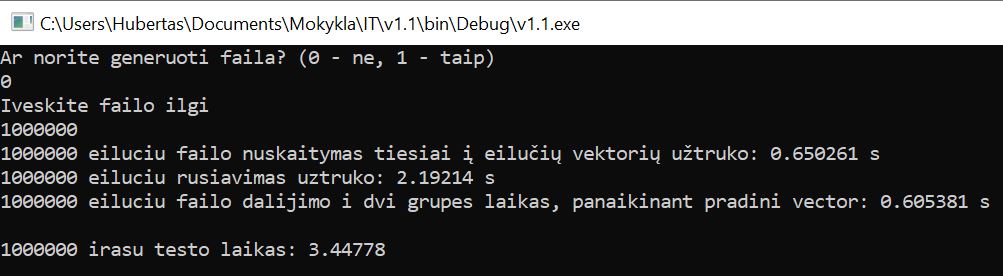 C:\Users\Hubertas\Documents\Mokykla\IT\v1.1\bin\Debug\v1.1.exe
Ar norite generuoti faila? (0 - ne, 1 - taip)
0
Iveskite failo ilgi
1000000
1000000 eiluciu failo nuskaitymas tiesiai į eilučių vektorių užtruko: 0.650261 s
1000000 eiluciu rusiavimas uztruko: 2.19214 s
1000000 eiluciu failo dalijimo i dvi grupes laikas, panaikinant pradini vector: 0.605381 s
1000000 irasu testo laikas: 3.44778